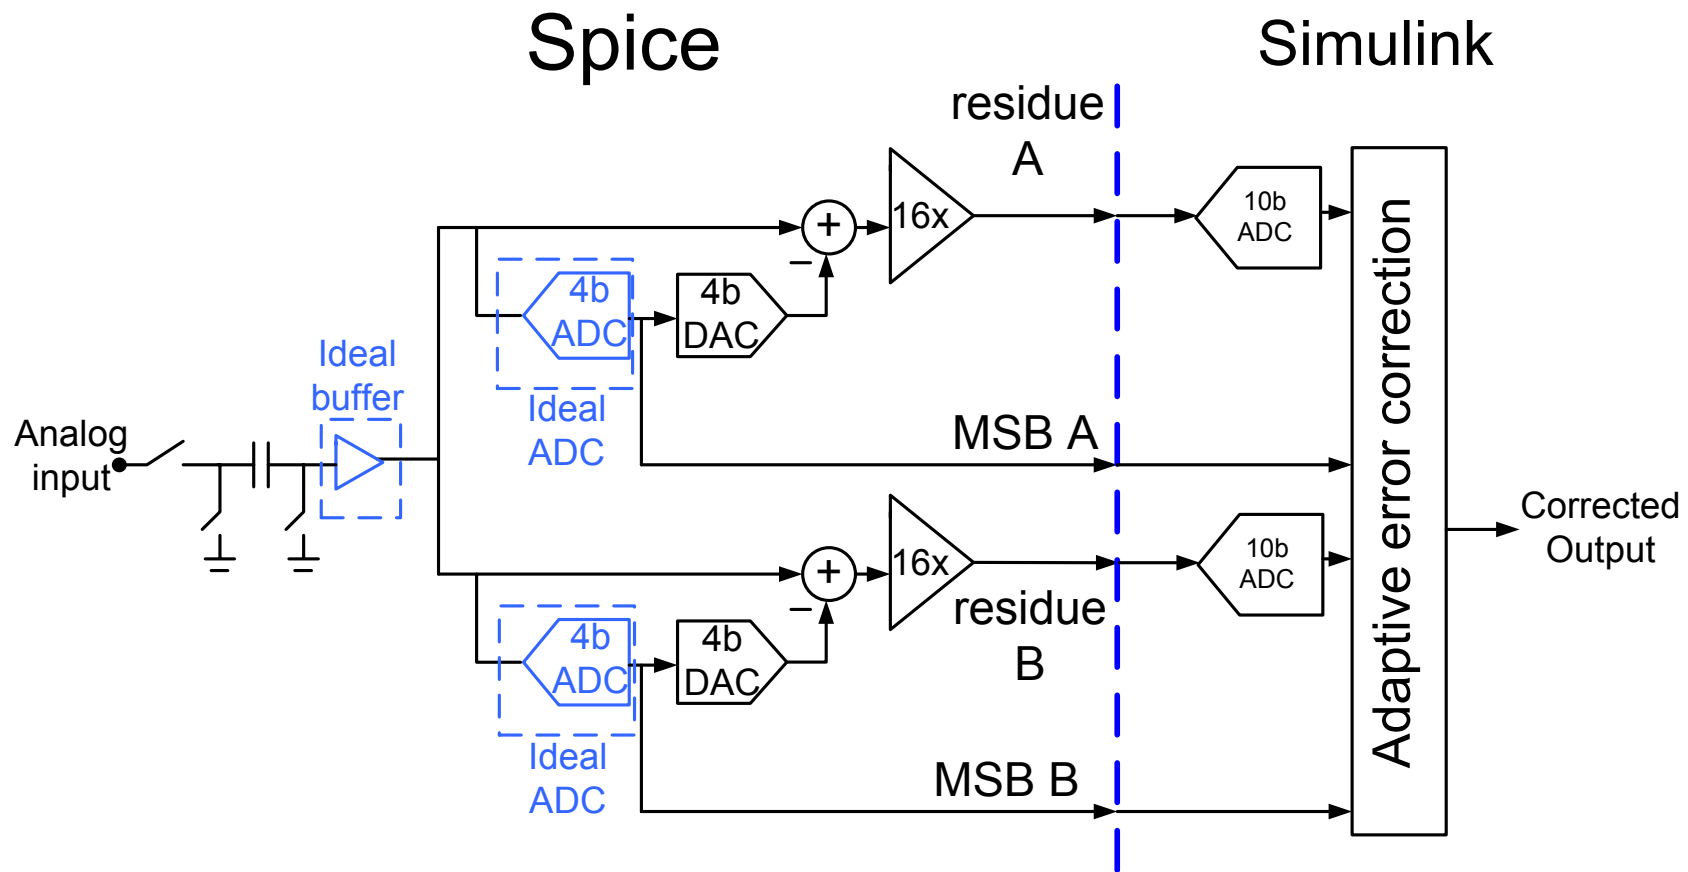 Spice
Simulink
residue
A
16x
+
−
10b
ADC
4b
ADC
4b
DAC
Ideal
ADC
Ideal
buffer
Analog
input
MSB A
Adaptive error correction
Corrected
Output
16x
+
−
10b
ADC
residue
B
4b
ADC
4b
DAC
Ideal
ADC
MSB B